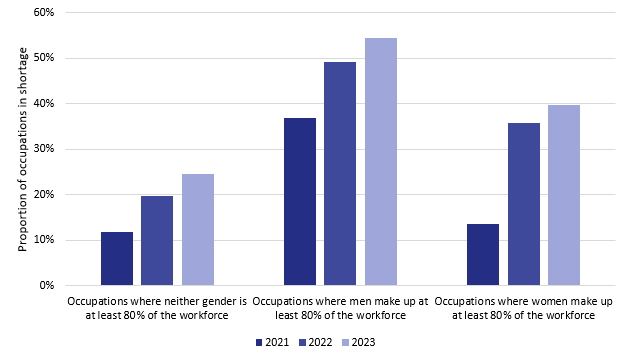 60%
50%
40%
30%
20%
10%
0%
Proportion of occupations in shortage
Occupations where neither gender is
at least 80% of the workforce
Occupations where men make up at
least 80% of the workforce
Occupations where women make up
at least 80% of the workforce
2021 2022 2023